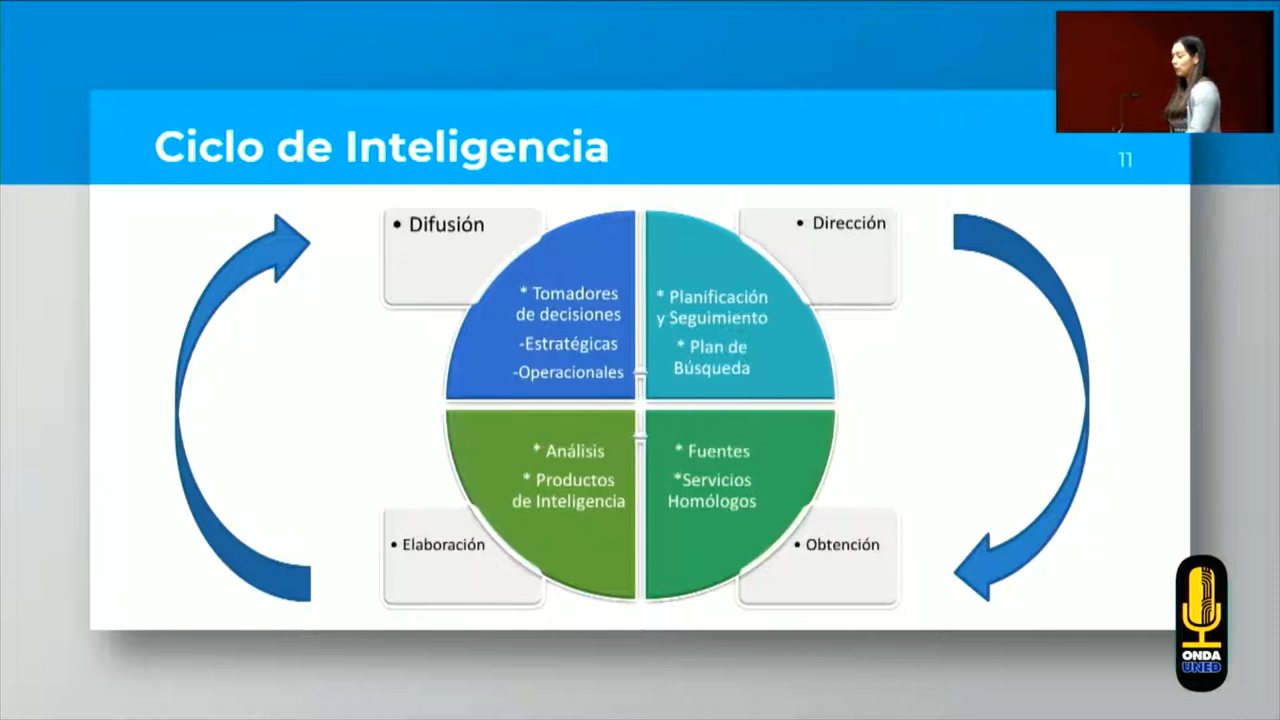 Ciclo de Inteligencia
11
• Difusión
• Dirección
* Tomadores
de decisiones
-Estratégicas
-Operacionales
* Planificación
y Seguimiento
* Plan de
Búsqueda
* Análisis
* Productos
de Inteligencia
* Fuentes
*Servicios
Homólogos
• Elaboración
• Obtención
ONDA
UNED